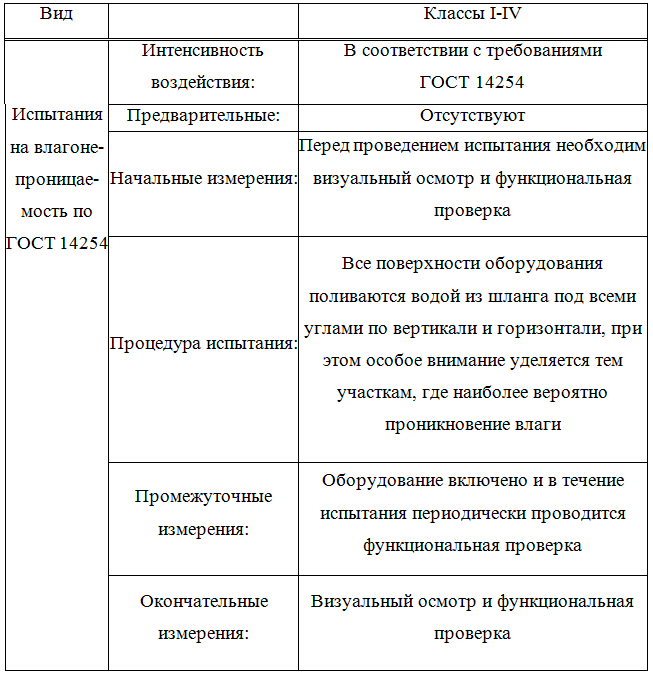 Вид
Классы I-IV
Испытания
на влагоне-
проницае-
мость по
ГОСТ 14254
Интенсивность
воздействия:
В соответствии с требованиями
ГОСТ 14254
Предварительные:
Отсутствуют
Начальные измерения:
Перед проведением испытания необходим
визуальный осмотр и функциональная
проверка
Процедура испытания:
Все поверхности оборудования
поливаются водой из шланга под всеми
углами по вертикали и горизонтали, при
этом особое внимание уделяется тем
участкам, где наиболее вероятно
проникновение влаги
Промежуточные
измерения:
Оборудование включено и в течение
испытания периодически проводится
функциональная проверка
Окончательные
измерения:
Визуальный осмотр и функциональная
проверка